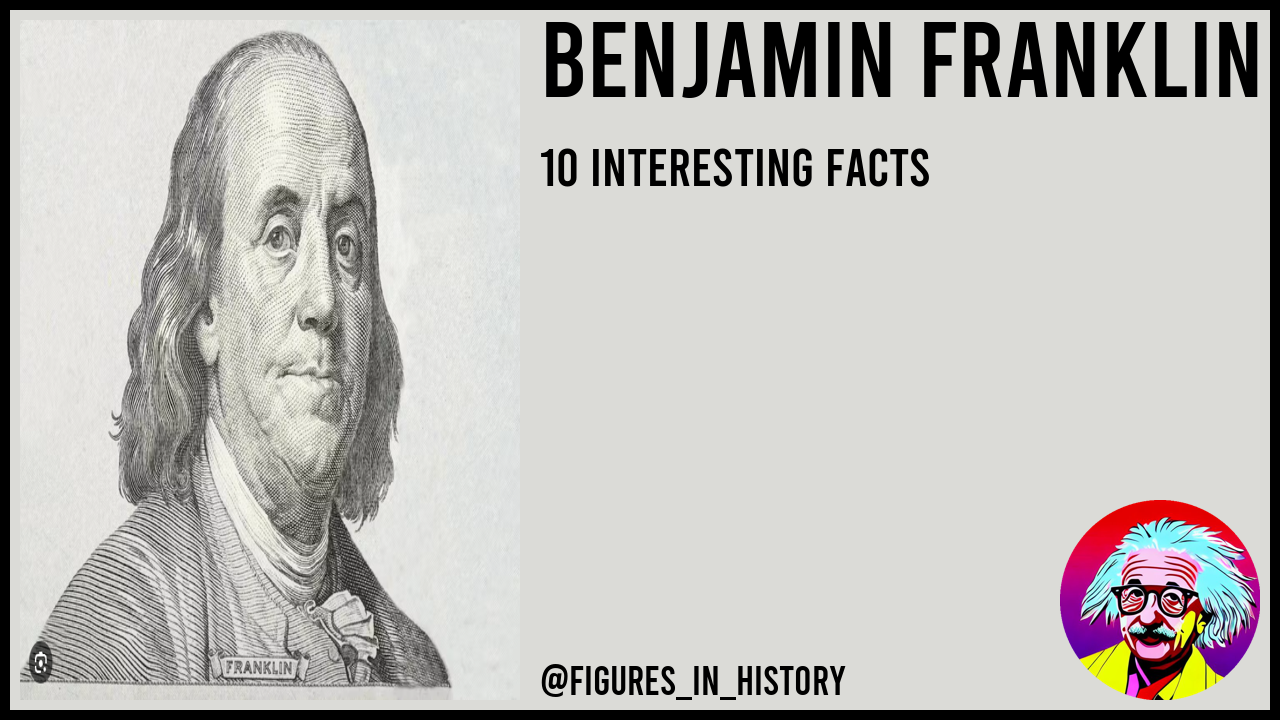 BENJAMIN FRANKLIN
10 INTERESTING FACTS
FRANKLIN
@FIGURES_IN_HISTORY